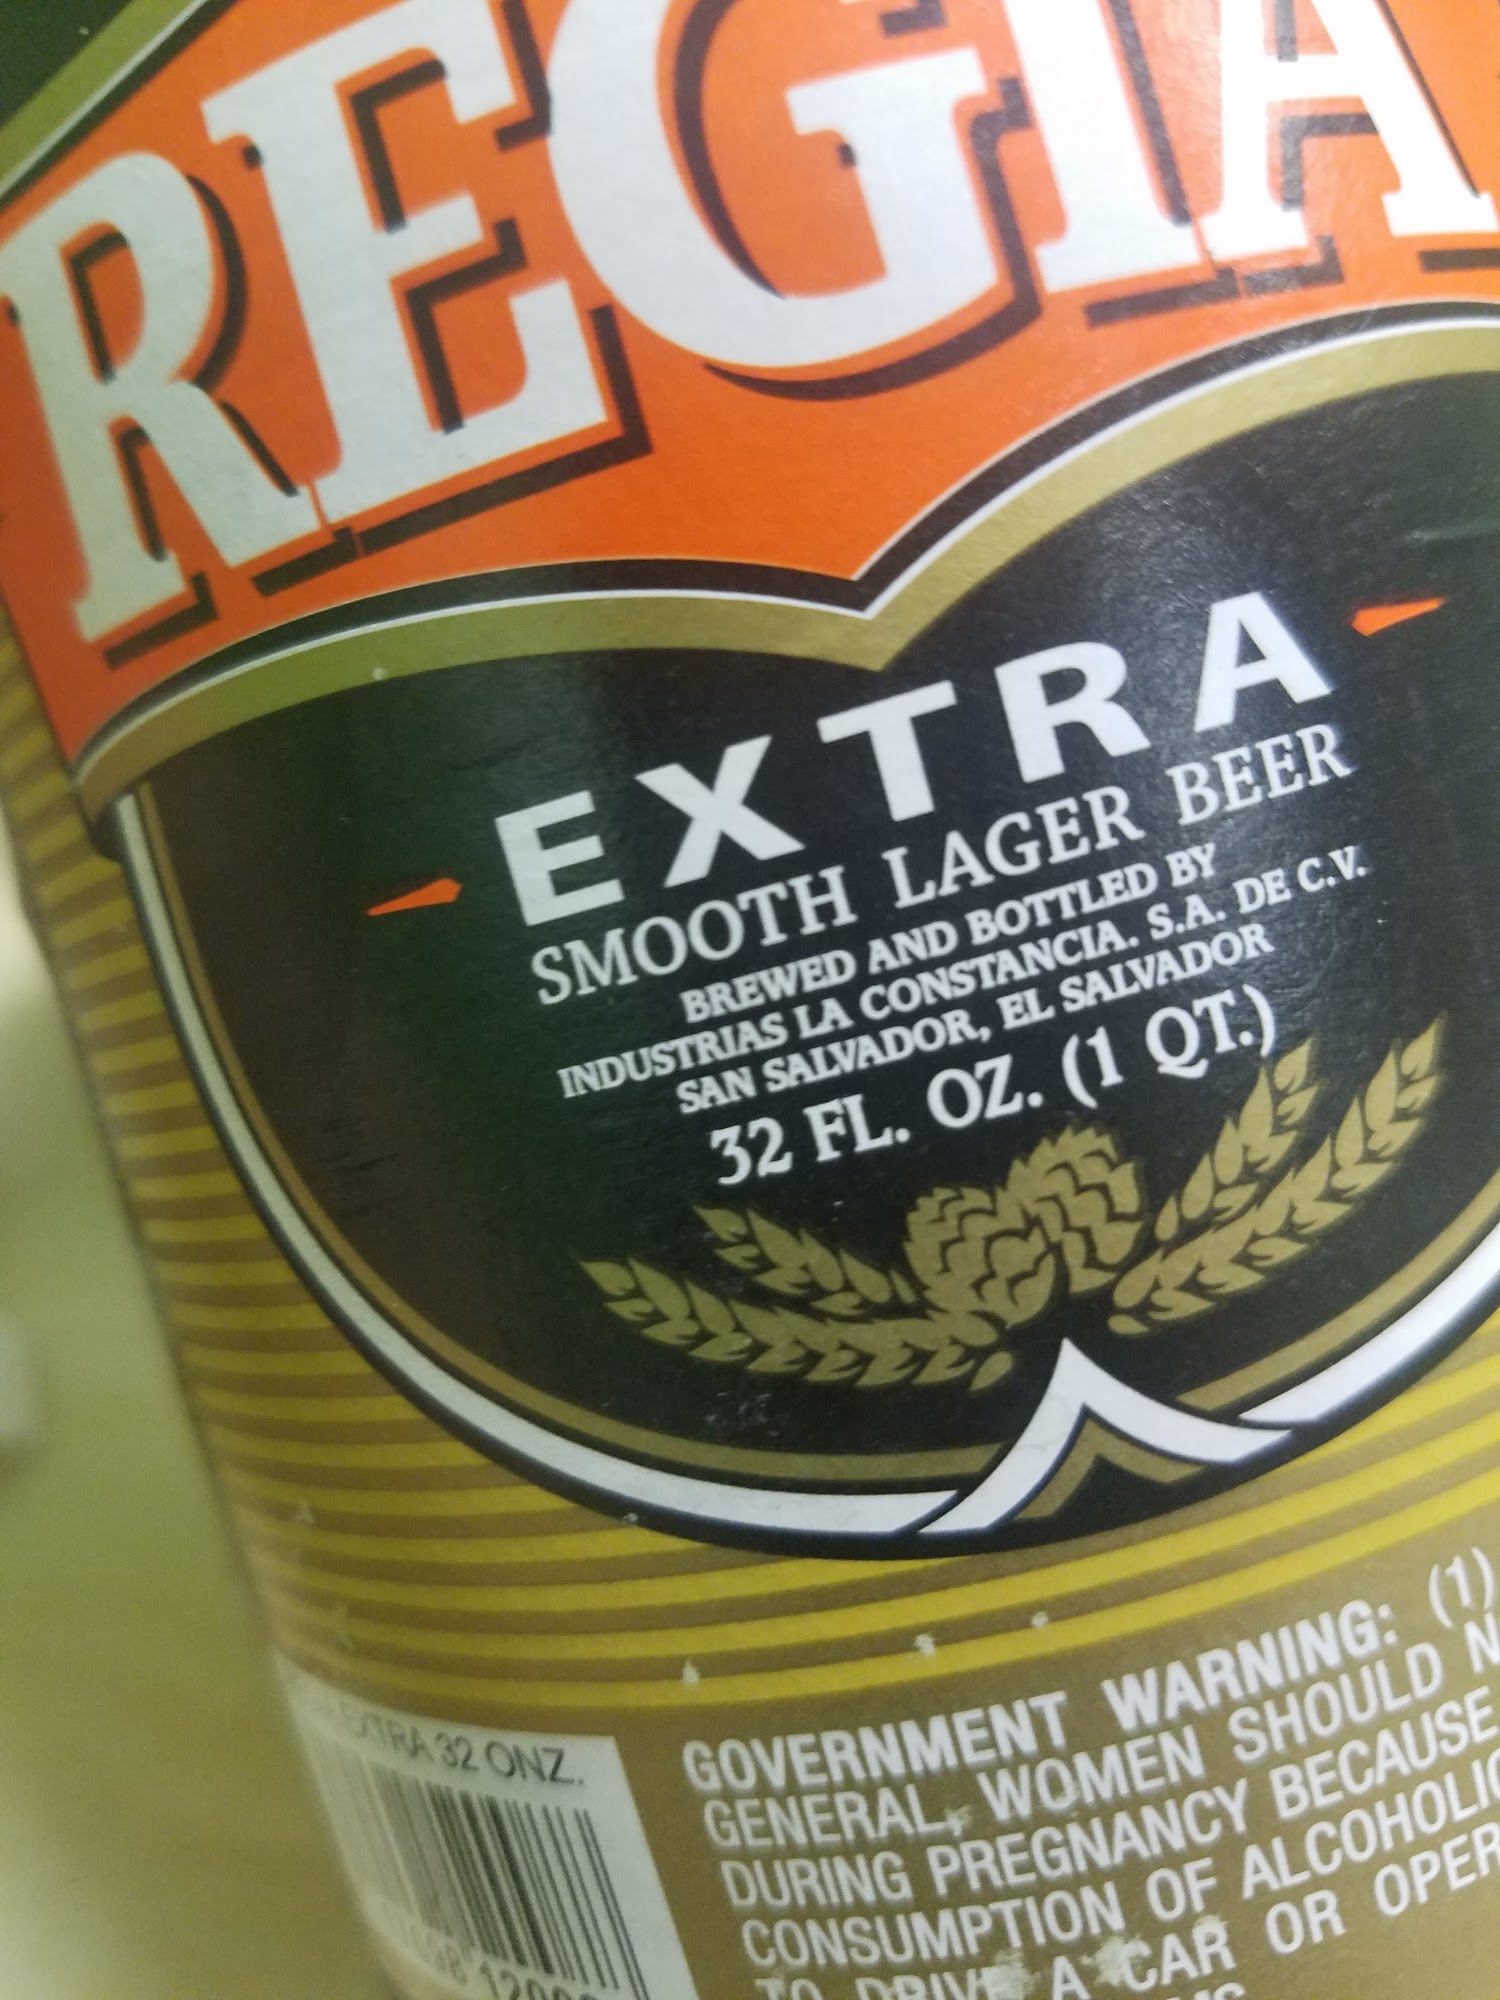 REGIA
EXTRA
SMOOTH LAGER BEER
BREWED AND BOTTLED BY
INDUSTRIAS LA CONSTANCIA. S.A. DE C.V.
SAN SALVADOR, EL SALVADOR
32 FL. OZ. (1 QT.)
GOVERNMENT WARNING: (1)
GENERAL, WOMEN SHOULD
DURING PREGNANCY BECAUSE
CONSUMPTION OF ALCOHOLIC
TO DRIVE A CAR OR OPER
EXTRA 32 ONZ.